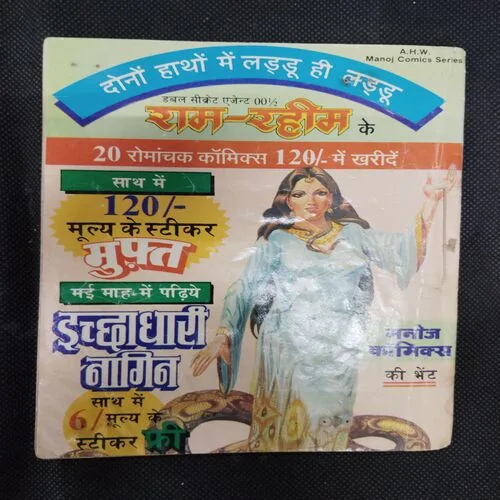 A.H.W.
Manoj Comics Series
दोनों हाथों में लड्डू ही लड्डू
डबल सीक्रेट एजेन्ट 00½
राम-रहीम के
20 रोमांचक कॉमिक्स 120/- में खरीदें
साथ में
120/-
मूल्य के स्टीकर
मुफ़्त
मई माह में पढ़िये
इच्छाधारी
नागिन
साथ में
6/ मूल्य के
स्टीकर फ्री
मनोज
कॉमिक्स
की भेंट